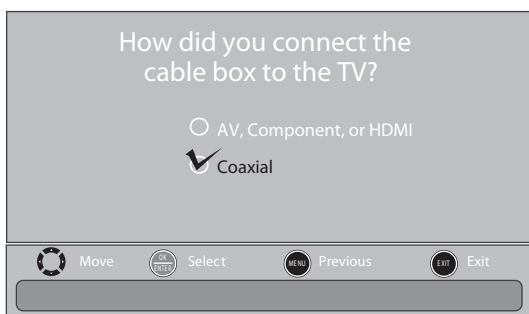 How did you connect the
cable box to the TV?
AV, Component, or HDMI
Coaxial
OK
ENTER
MENU
EXIT
Move Select Previous Exit